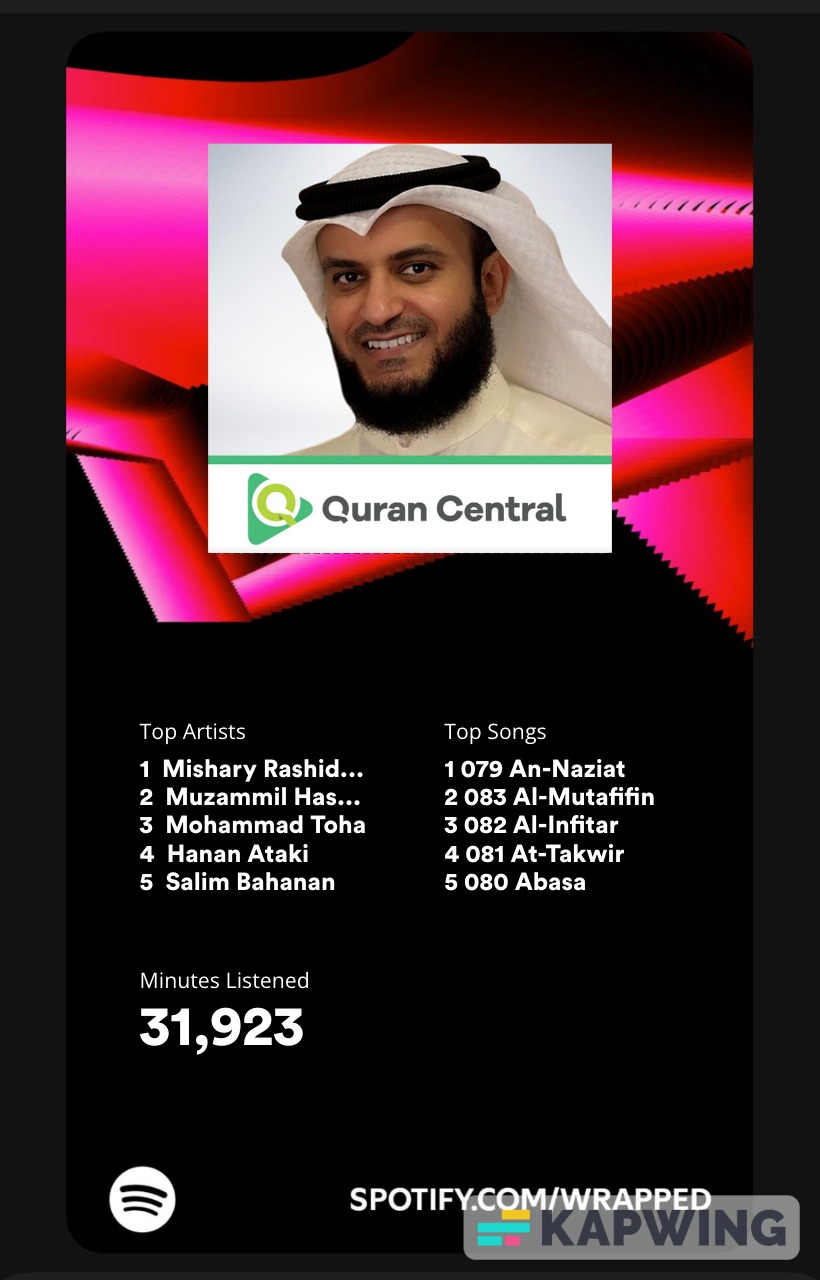 Quran Central
Top Artists
1 Mishary Rashid...
2 Muzammil Has...
3 Mohammad Toha
4 Hanan Ataki
5 Salim Bahanan
Top Songs
1 079 An-Naziat
2 083 Al-Mutafifin
3 082 Al-Infitar
4 081 At-Takwir
5 080 Abasa
Minutes Listened
31,923
SPOTIFY.COM/WRAPPED
KAPWING